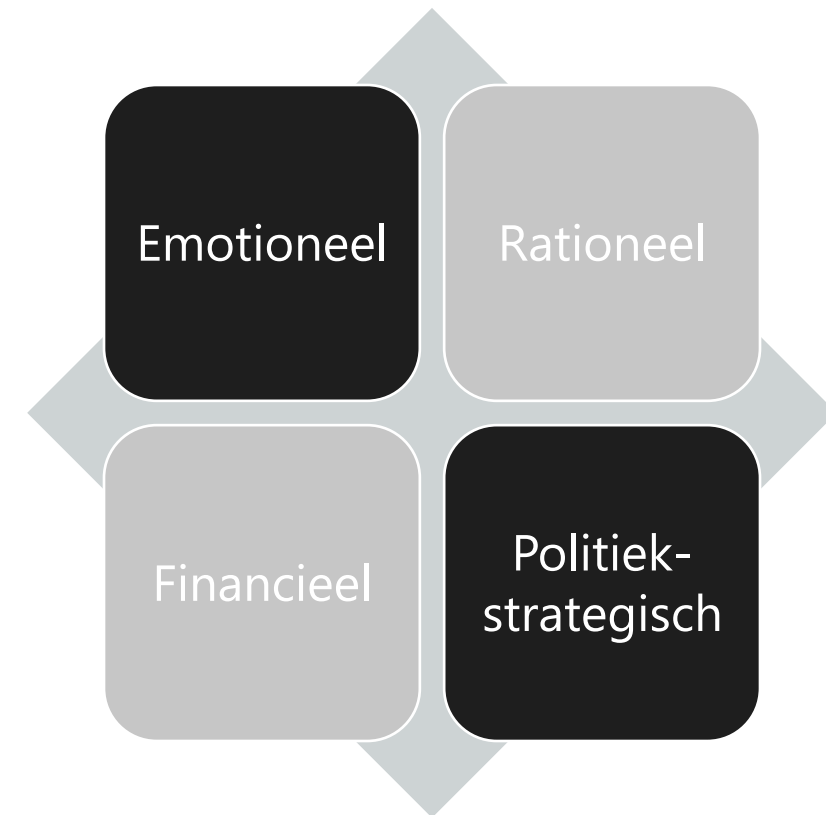 Emotioneel
Rationeel
Financieel
Politiek-
strategisch